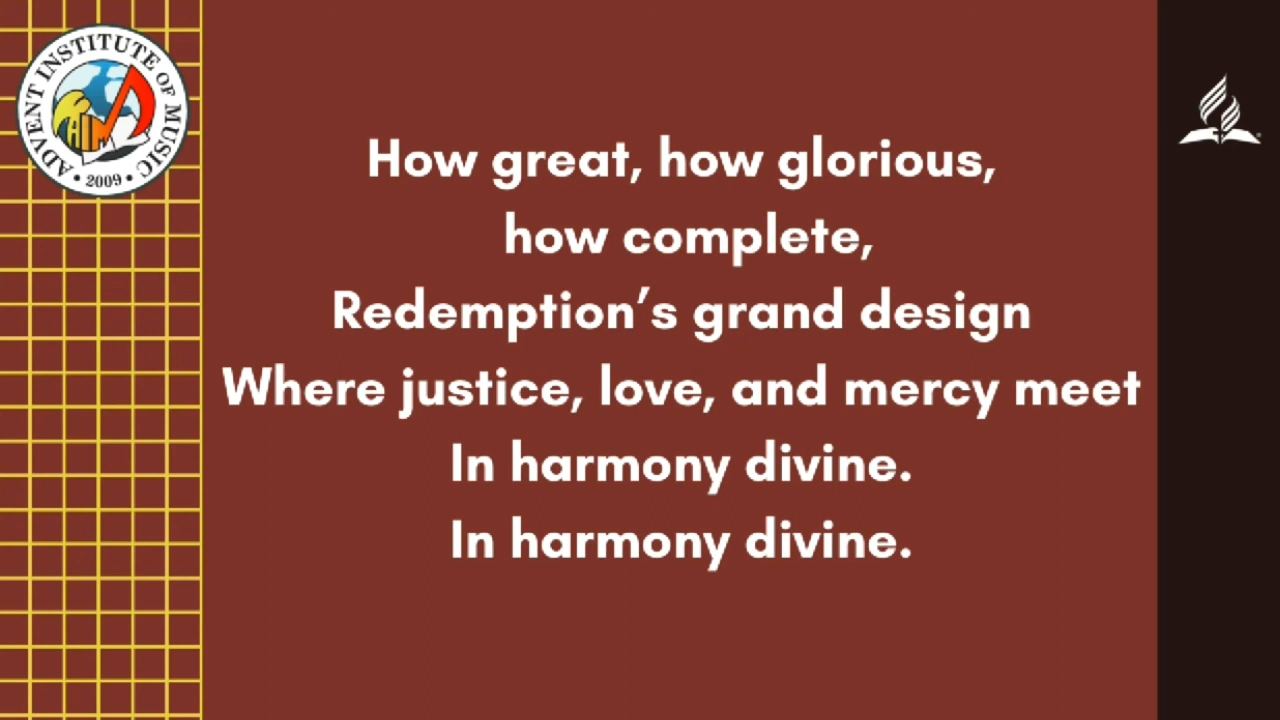 ADVENT INSTITUTE OF MUSIC
AIM
• 2009 •
How great, how glorious,
how complete,
Redemption’s grand design
Where justice, love, and mercy meet
In harmony divine.
In harmony divine.